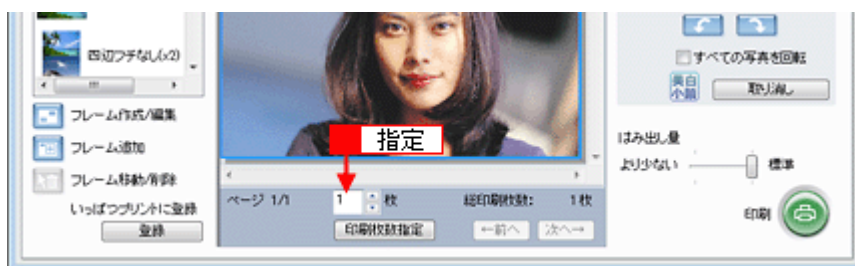 四辺フチなし(x2)
フレーム作成/編集
フレーム追加
フレーム移動/削除
いっぱつプリントに登録
登録
指定
ページ 1/1
1 枚
総印刷枚数: 1 枚
印刷枚数指定
←前へ
次へ→
すべての写真を回転
美白
小顔
取り消し
はみ出し量
より少ない
標準
印刷